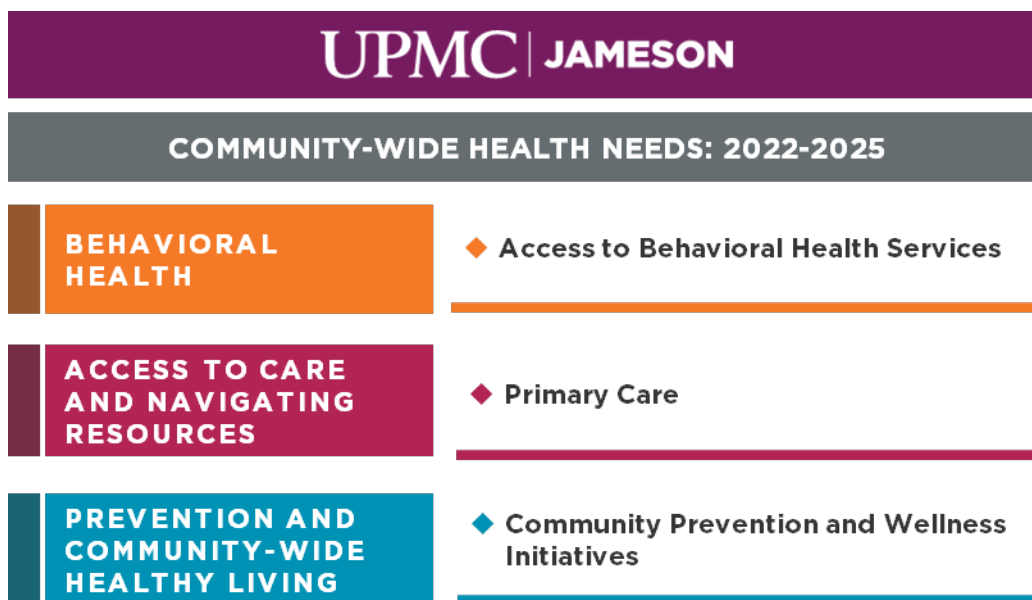 UPMC | JAMESON
COMMUNITY-WIDE HEALTH NEEDS: 2022-2025
BEHAVIORAL
HEALTH
Access to Behavioral Health Services
ACCESS TO CARE
AND NAVIGATING
RESOURCES
Primary Care
PREVENTION AND
COMMUNITY-WIDE
HEALTHY LIVING
Community Prevention and Wellness
Initiatives